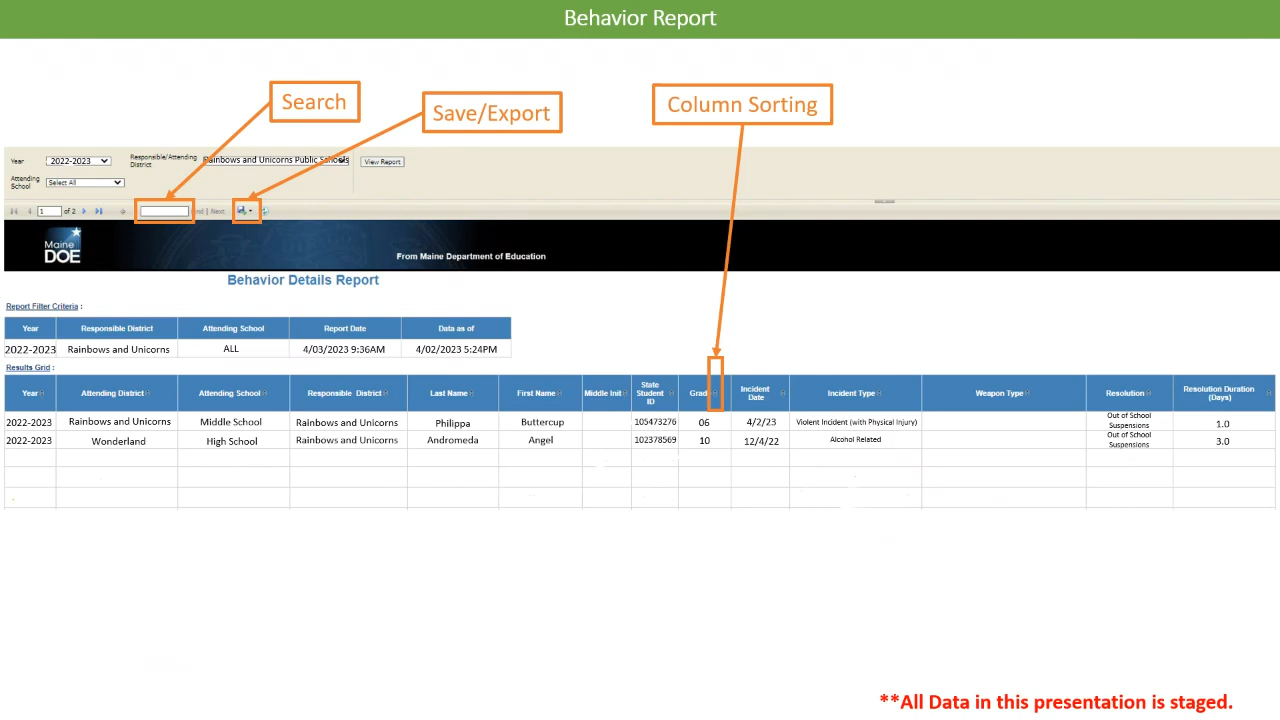 Behavior Report
Search
Save/Export
Column Sorting
Year
2022-2023
Responsible/Attending
District
Rainbows and Unicorns Public Schools
View Report
Attending
School
Select All
1
of 2
Next
Maine
DOE
From Maine Department of Education
Behavior Details Report
Report Filter Criteria :
Year Responsible District Attending School Report Date Data as of
2022-2023 Rainbows and Unicorns ALL 4/03/2023 9:36AM 4/02/2023 5:24PM
Results Grid :
Year Attending District Attending School Responsible District Last Name First Name Middle Init State Student ID Grad Incident Date Incident Type Weapon Type Resolution Resolution Duration (Days)
2022-2023 Rainbows and Unicorns Middle School Rainbows and Unicorns Philippa Buttercup 105473276 06 4/2/23 Violent Incident (with Physical Injury) Out of School Suspensions 1.0
2022-2023 Wonderland High School Rainbows and Unicorns Andromeda Angel 102378569 10 12/4/22 Alcohol Related Out of School Suspensions 3.0
**All Data in this presentation is staged.